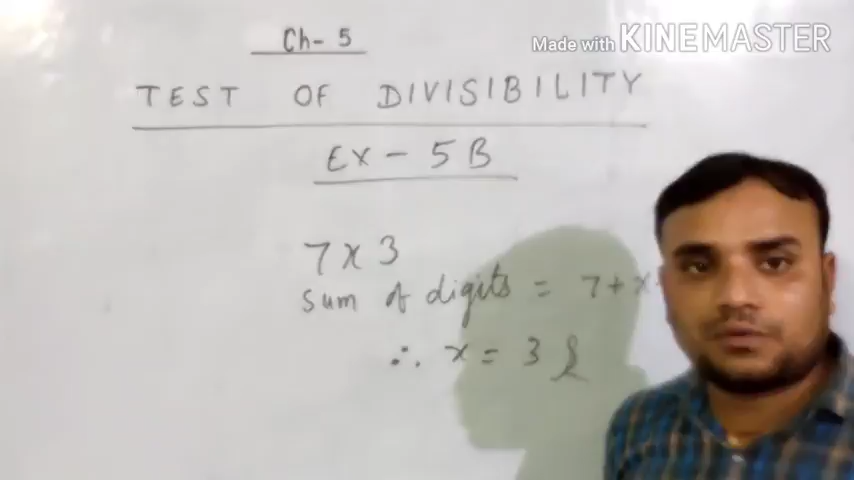 Ch- 5
Made with KINEMASTER
TEST OF DIVISIBILITY
EX - 5B
7x3
Sum of digits = 7+x
∴ x = 3